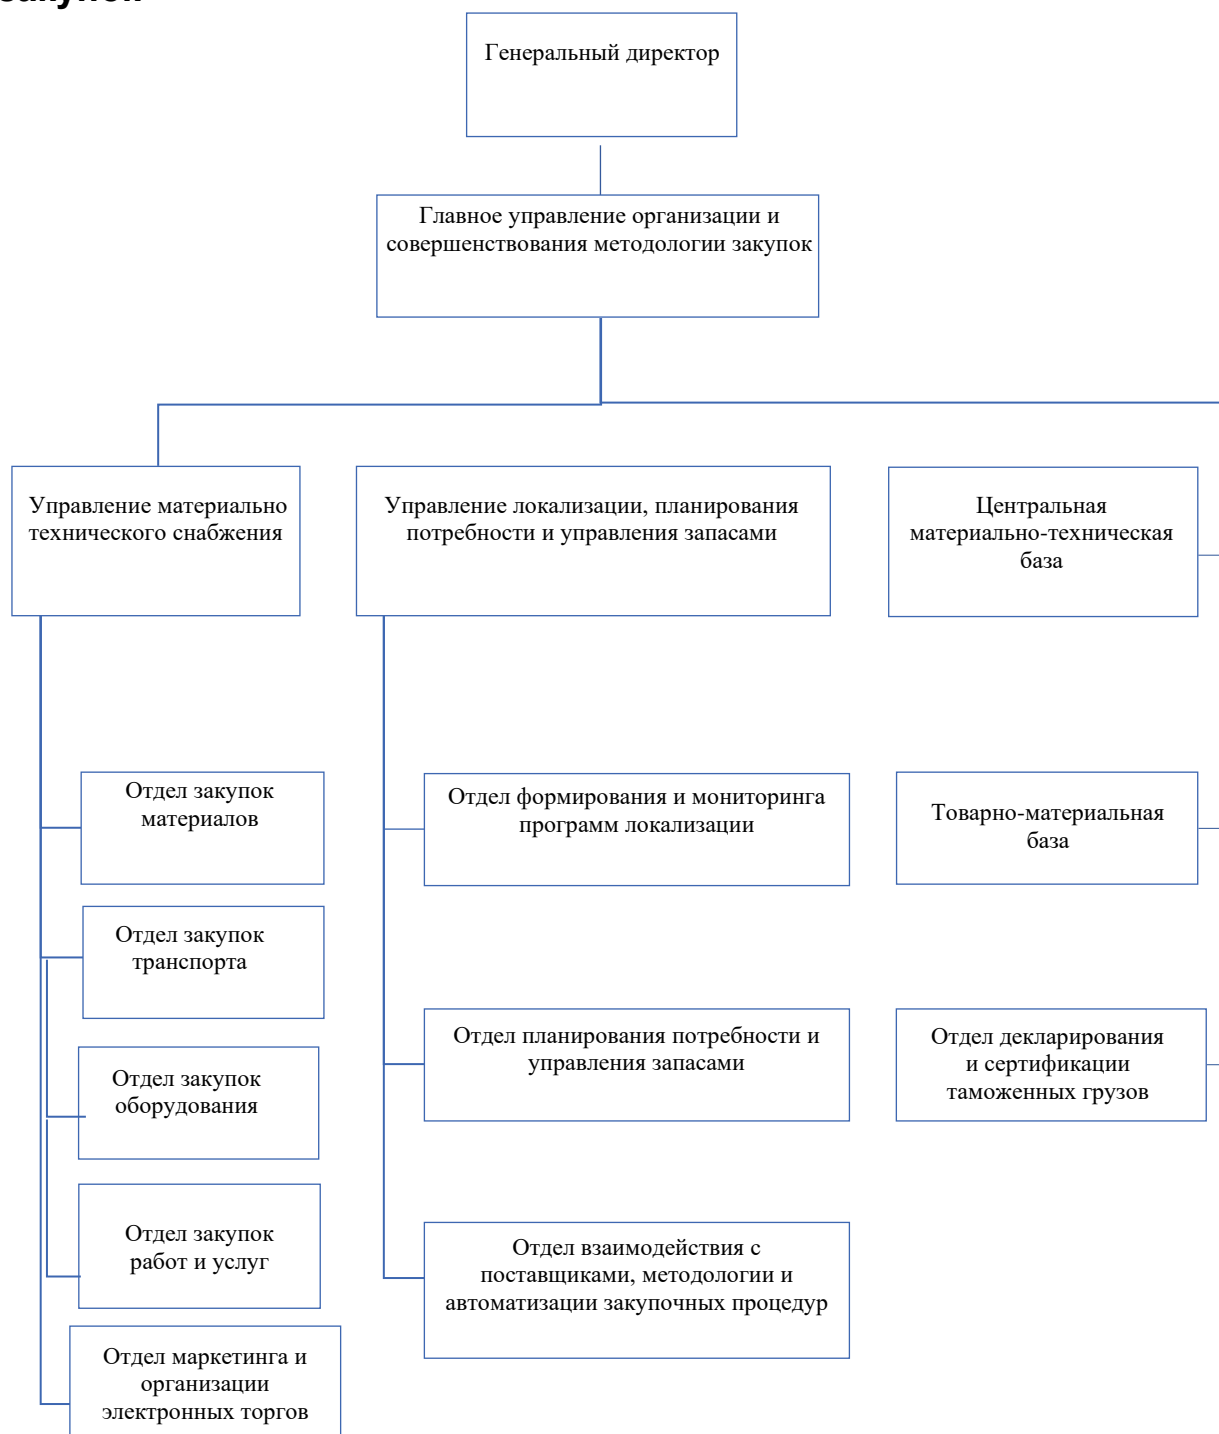 закупок
Генеральный директор
Главное управление организации и
совершенствования методологии закупок
Управление материально
технического снабжения
Управление локализации, планирования
потребности и управления запасами
Центральная
материально-техническая
база
Отдел закупок
материалов
Отдел формирования и мониторинга
программ локализации
Товарно-материальная
база
Отдел закупок
транспорта
Отдел планирования потребности и
управления запасами
Отдел декларирования
и сертификации
таможенных грузов
Отдел закупок
оборудования
Отдел закупок
работ и услуг
Отдел взаимодействия с
поставщиками, методологии и
автоматизации закупочных процедур
Отдел маркетинга и
организации
электронных торгов